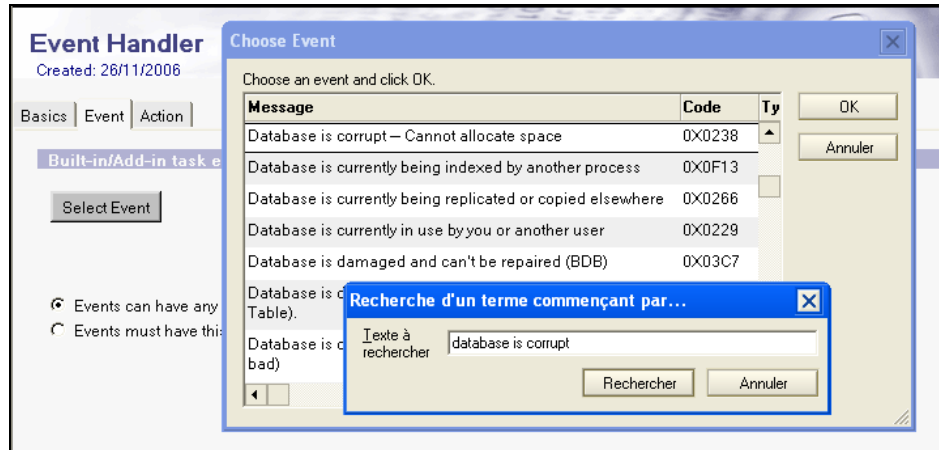 Event Handler
Created: 26/11/2006
Basics
Event
Action
Built-in/Add-in task e
Select Event
Events can have any
Events must have this
Choose Event
Choose an event and click OK.
Message Code Ty
Database is corrupt – Cannot allocate space 0X0238
Database is currently being indexed by another process 0X0F13
Database is currently being replicated or copied elsewhere 0X0266
Database is currently in use by you or another user 0X0229
Database is damaged and can't be repaired (BDB) 0X03C7
Database is d
Table).
Database is c
bad)
OK
Annuler
Recherche d'un terme commençant par...
Texte à
rechercher
database is corrupt
Rechercher
Annuler